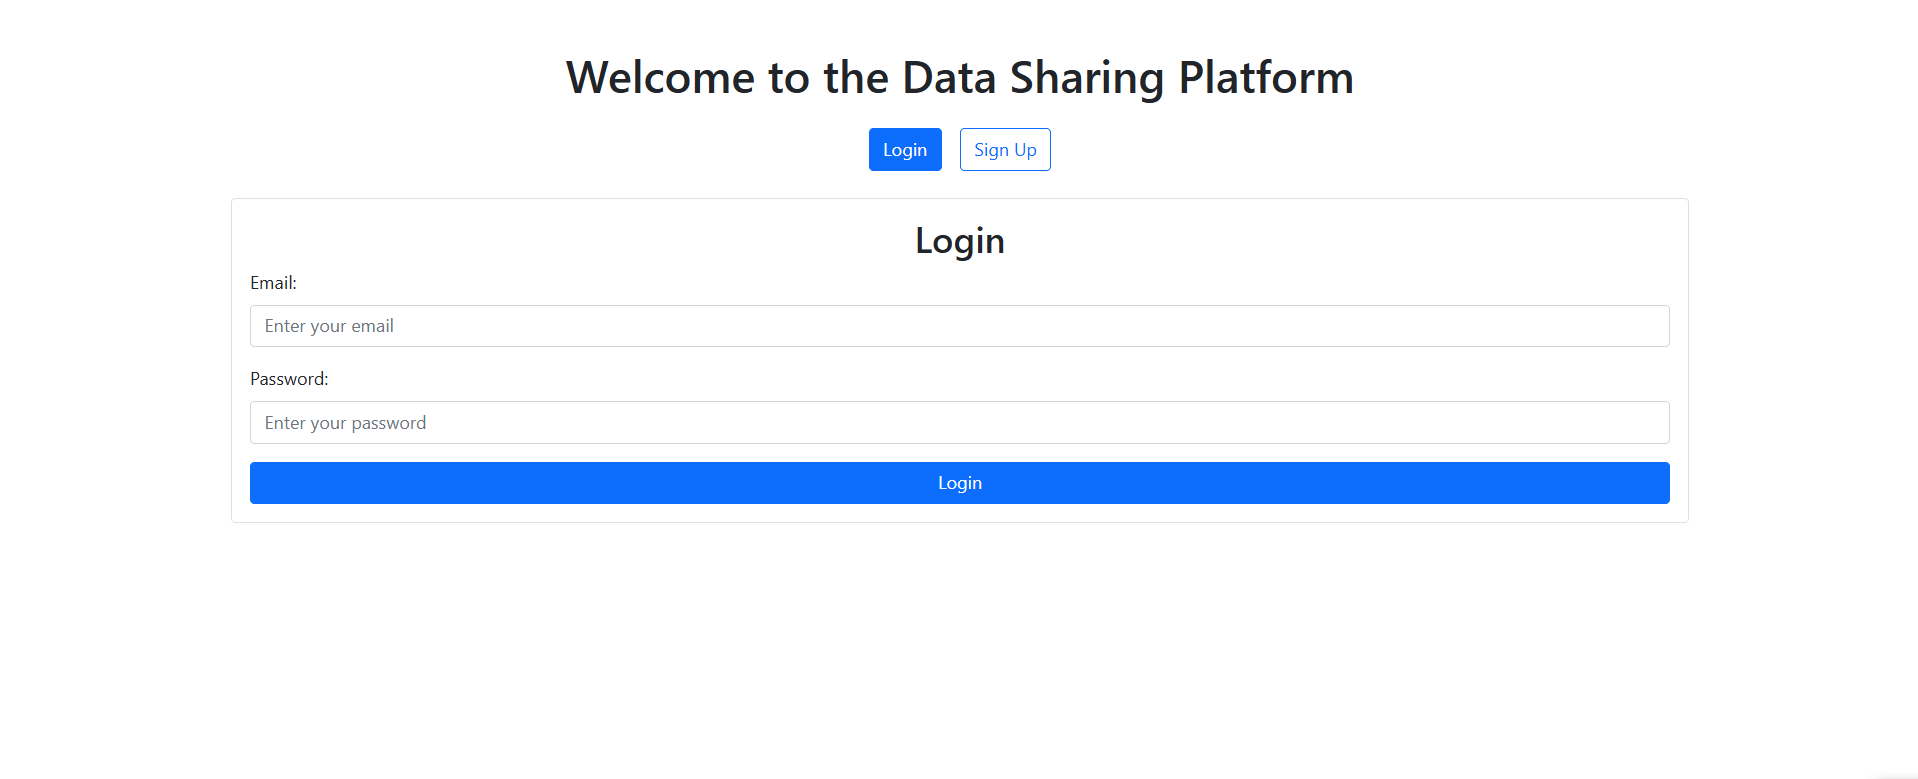 Welcome to the Data Sharing Platform
Login Sign Up
Login
Email:
Enter your email
Password:
Enter your password
Login